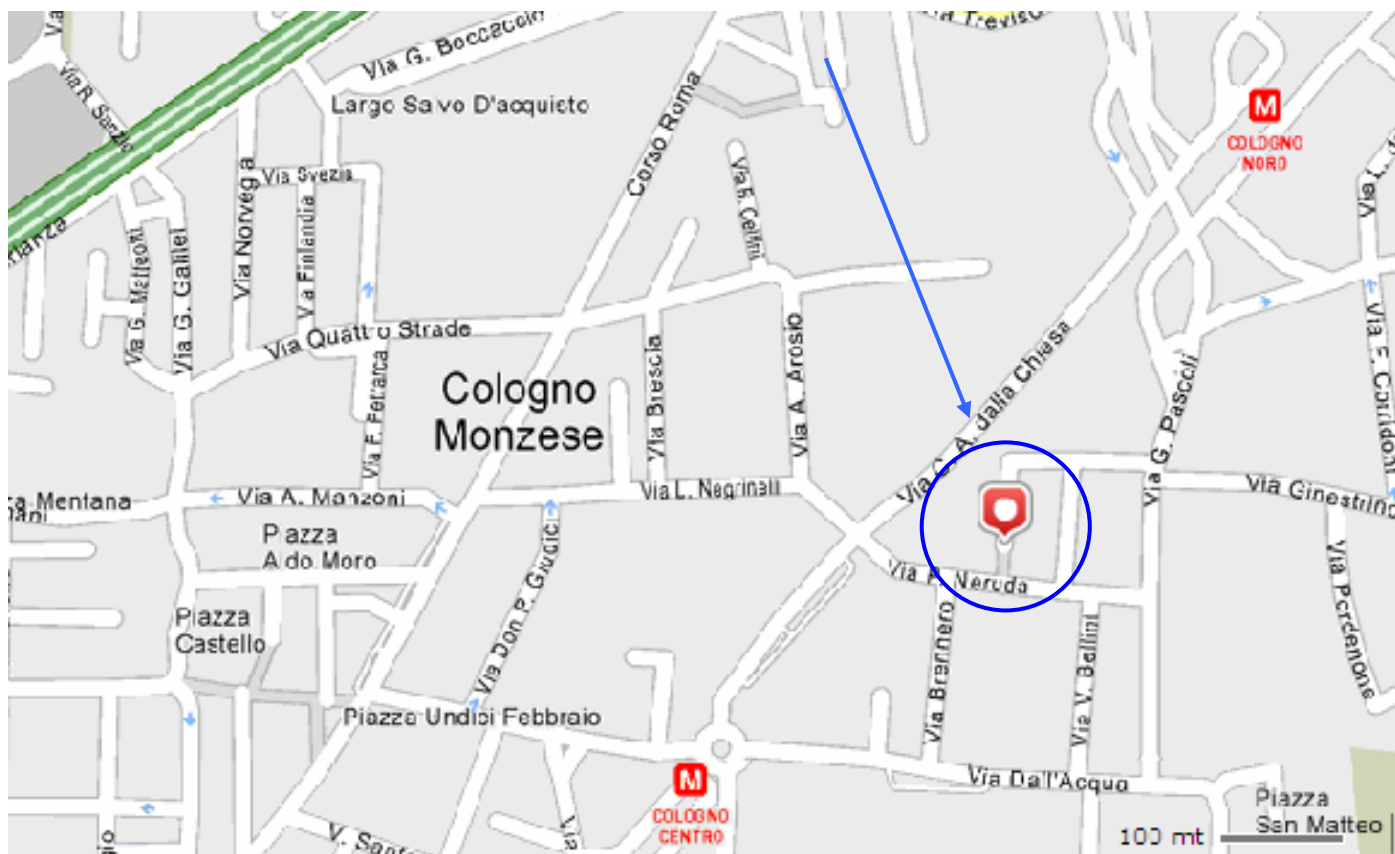 Via G. Boccaccio
Via R. Sanzio
Largo Salvo D'acquisto
Corso Roma
M
COLOGNO
NORD
Via Svezia
Via Norvegia
Via Finlandia
Via G. Matteotti
Via G. Galilei
Via B. Cellini
Via Quattro Strade
Via F. Petrarca
Cologno
Monzese
Via Brescia
Via A. Arosio
Via C. A. dalla Chiesa
Via G. Pascoli
Via F. Corridoni
Mentana
Via A. Manzoni
Via L. Negrinelli
Via Ginestrino
Piazza
Aldo Moro
Via Don P. Giudici
Via P. Neruda
Via Pordenone
Piazza
Castello
Via Brennero
Via V. Bellini
Piazza Undici Febbraio
M
COLOGNO
CENTRO
Via Dall'Acquo
Piazza
San Matteo
100 mt
Via